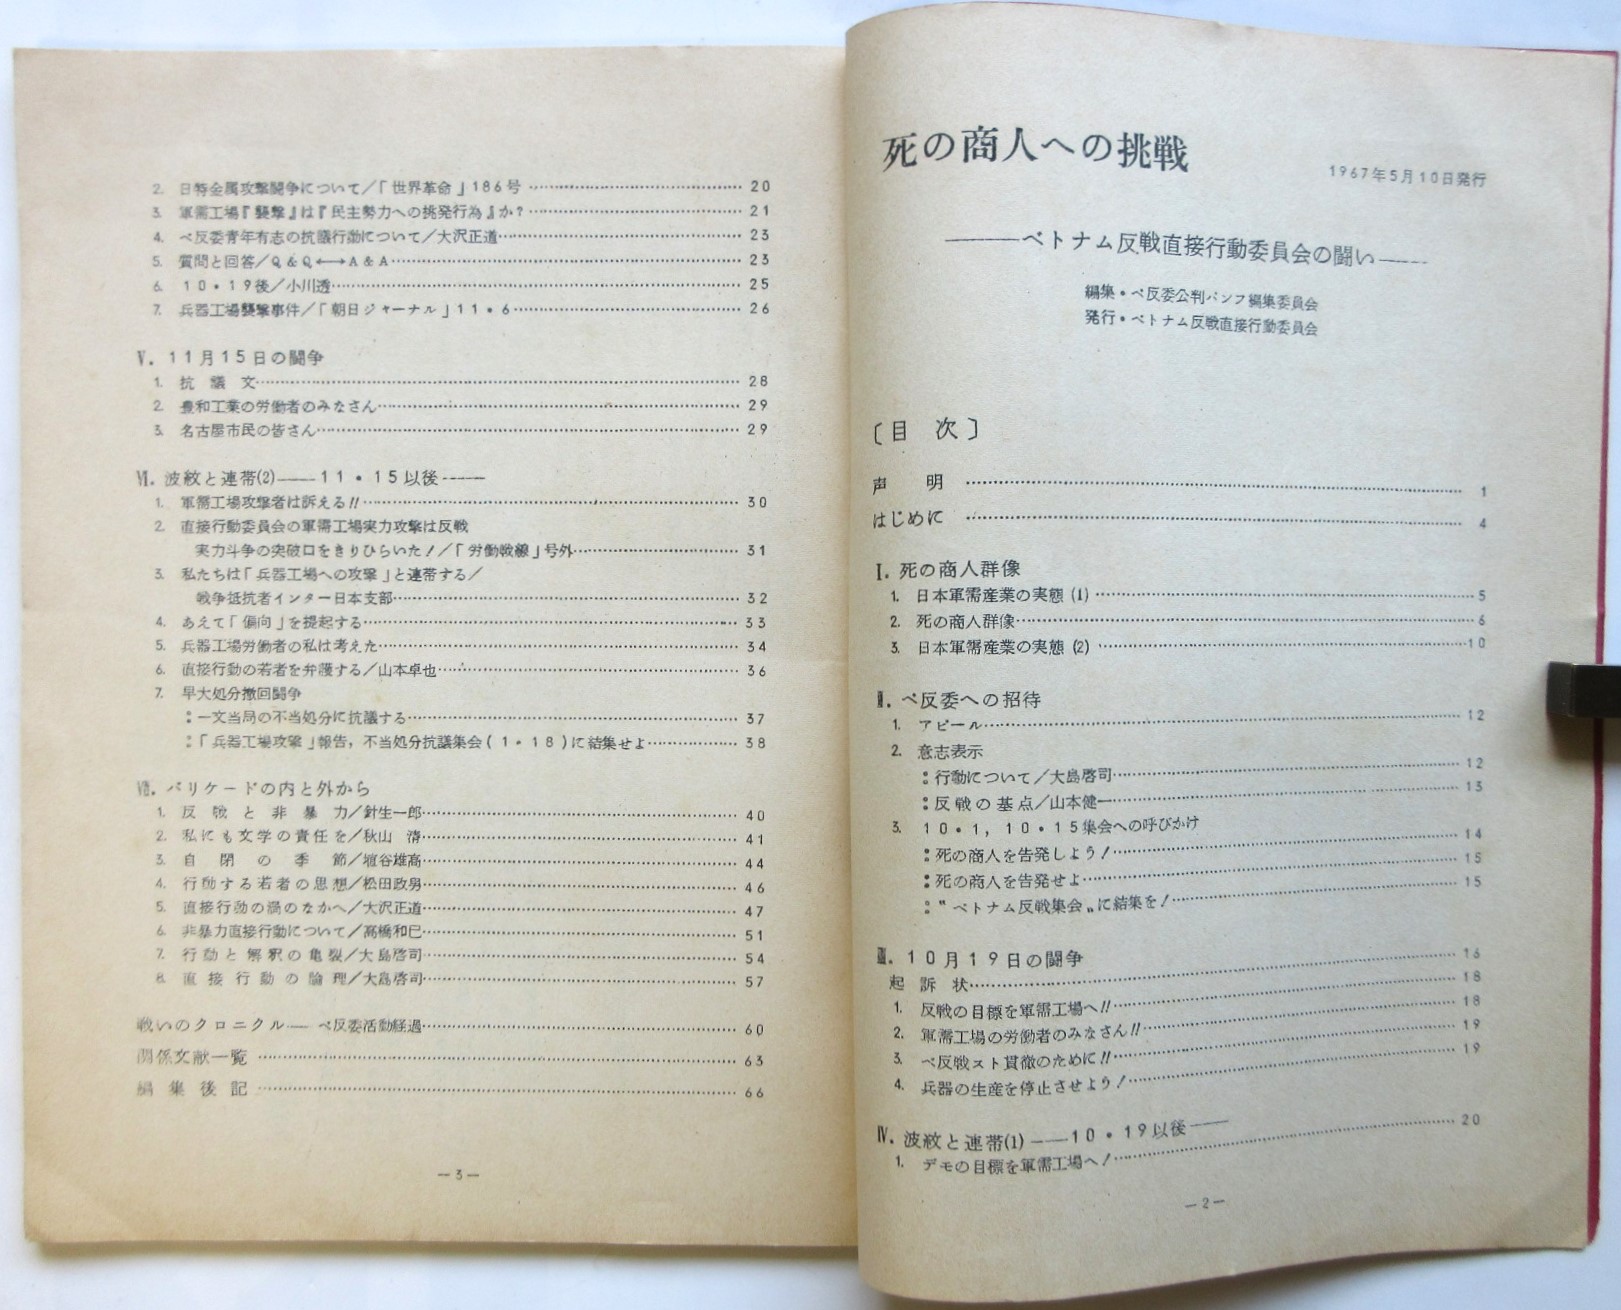 死の商人への挑戦
1967年5月10日発行
———ベトナム反戦直接行動委員会の闘い———
編集・ベ反委公判パンフ編集委員会
発行・ベトナム反戦直接行動委員会
〔目　次〕
声　明 …… 1
はじめに …… 4
Ⅰ. 死の商人群像
1. 日本軍需産業の実態 (1) …… 5
2. 死の商人群像 …… 6
3. 日本軍需産業の実態 (2) …… 10
Ⅱ. ベ反委への招待
1. アピール …… 12
2. 意志表示
：行動について／大島啓司 …… 12
：反戦の基点／山本健一 …… 13
3. 10・1, 10・15集会への呼びかけ
：死の商人を告発しよう！ …… 14
：死の商人を告発せよ …… 15
：〝ベトナム反戦集会〟に結集を！ …… 15
Ⅲ. 10月19日の闘争 …… 16
起　訴　状 …… 18
1. 反戦の目標を軍需工場へ!! …… 18
2. 軍需工場の労働者のみなさん!! …… 19
3. ベ反戦スト貫徹のために!! …… 19
4. 兵器の生産を停止させよう！
Ⅳ. 波紋と連帯(1) ——10・19以後——
1. デモの目標を軍需工場へ！ …… 20
—2—
2. 日特金属攻撃闘争について／「世界革命」186号 …… 20
3. 軍需工場『襲撃』は『民主勢力への挑発行為』か？ …… 21
4. ベ反委青年有志の抗議行動について／大沢正道 …… 23
5. 質問と回答／Q＆Q⟷A＆A …… 23
6. 10・19後／小川透 …… 25
7. 兵器工場襲撃事件／「朝日ジャーナル」11・6 …… 26
Ⅴ. 11月15日の闘争
1. 抗　議　文 …… 28
2. 豊和工業の労働者のみなさん …… 29
3. 名古屋市民の皆さん …… 29
Ⅵ. 波紋と連帯(2)——11・15以後——
1. 軍需工場攻撃者は訴える!! …… 30
2. 直接行動委員会の軍需工場実力攻撃は反戦
実力斗争の突破口をきりひらいた！／「労働戦線」号外 …… 31
3. 私たちは「兵器工場への攻撃」と連帯する／
戦争抵抗者インター日本支部 …… 32
4. あえて「偏向」を提起する …… 33
5. 兵器工場労働者の私は考えた …… 34
6. 直接行動の若者を弁護する／山本卓也 …… 36
7. 早大処分撤回闘争
：一文当局の不当処分に抗議する …… 37
：「兵器工場攻撃」報告，不当処分抗議集会(1・18)に結集せよ …… 38
Ⅶ. バリケードの内と外から
1. 反戦と非暴力／針生一郎 …… 40
2. 私にも文学の責任を／秋山　清 …… 41
3. 自閉の季節／埴谷雄高 …… 44
4. 行動する若者の思想／松田政男 …… 46
5. 直接行動の渦のなかへ／大沢正道 …… 47
6. 非暴力直接行動について／高橋和巳 …… 51
7. 行動と解釈の亀裂／大島啓司 …… 54
8. 直接行動の論理／大島啓司 …… 57
戦いのクロニクル——ベ反委活動経過 …… 60
関係文献一覧 …… 63
編集後記 …… 66
—3—